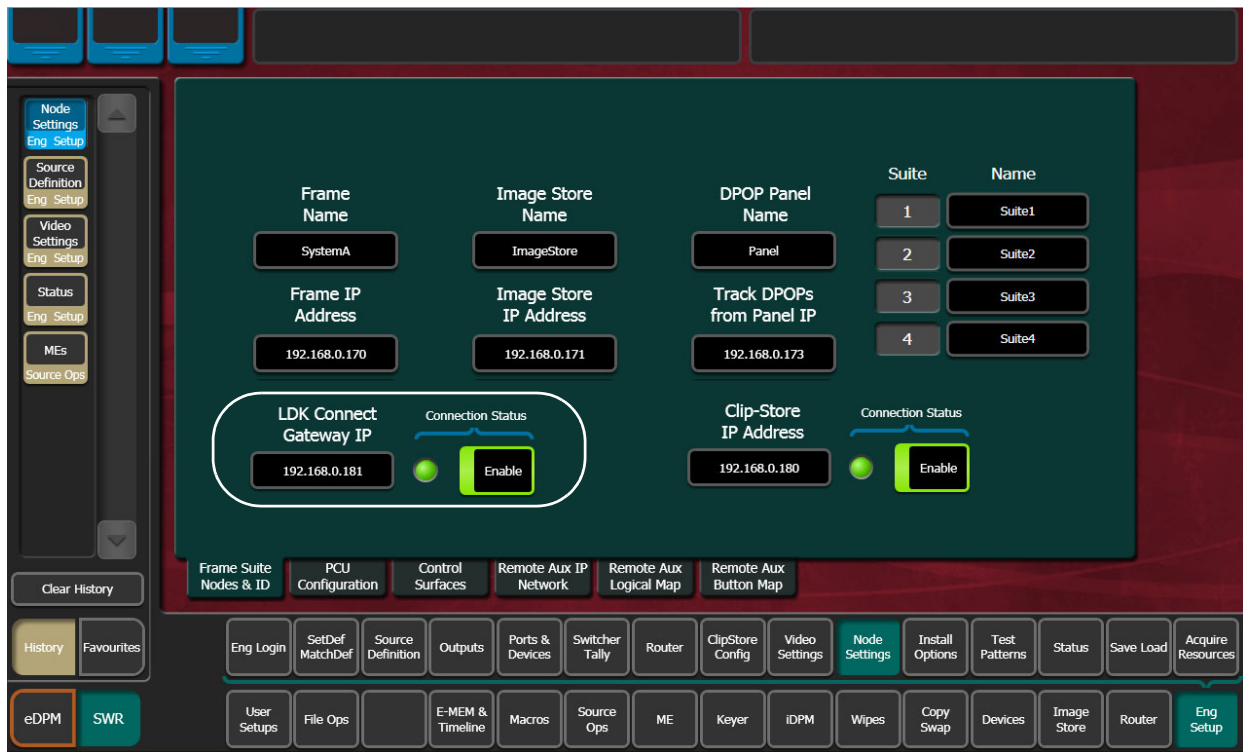 Node
Settings
Eng Setup
Source
Definition
Eng Setup
Video
Settings
Eng Setup
Status
Eng Setup
MEs
Source Ops
Clear History
History
Favourites
eDPM
SWR
Frame
Name
SystemA
Image Store
Name
ImageStore
DPOP Panel
Name
Panel
Suite
Name
1
Suite1
2
Suite2
3
Suite3
4
Suite4
Frame IP
Address
192.168.0.170
Image Store
IP Address
192.168.0.171
Track DPOPs
from Panel IP
192.168.0.173
LDK Connect
Gateway IP
192.168.0.181
Connection Status
Enable
Clip-Store
IP Address
192.168.0.180
Connection Status
Enable
Frame Suite
Nodes & ID
PCU
Configuration
Control
Surfaces
Remote Aux IP
Network
Remote Aux
Logical Map
Remote Aux
Button Map
Eng Login
SetDef
MatchDef
Source
Definition
Outputs
Ports &
Devices
Switcher
Tally
Router
ClipStore
Config
Video
Settings
Node
Settings
Install
Options
Test
Patterns
Status
Save Load
Acquire
Resources
User
Setups
File Ops
E-MEM &
Timeline
Macros
Source
Ops
ME
Keyer
iDPM
Wipes
Copy
Swap
Devices
Image
Store
Router
Eng
Setup